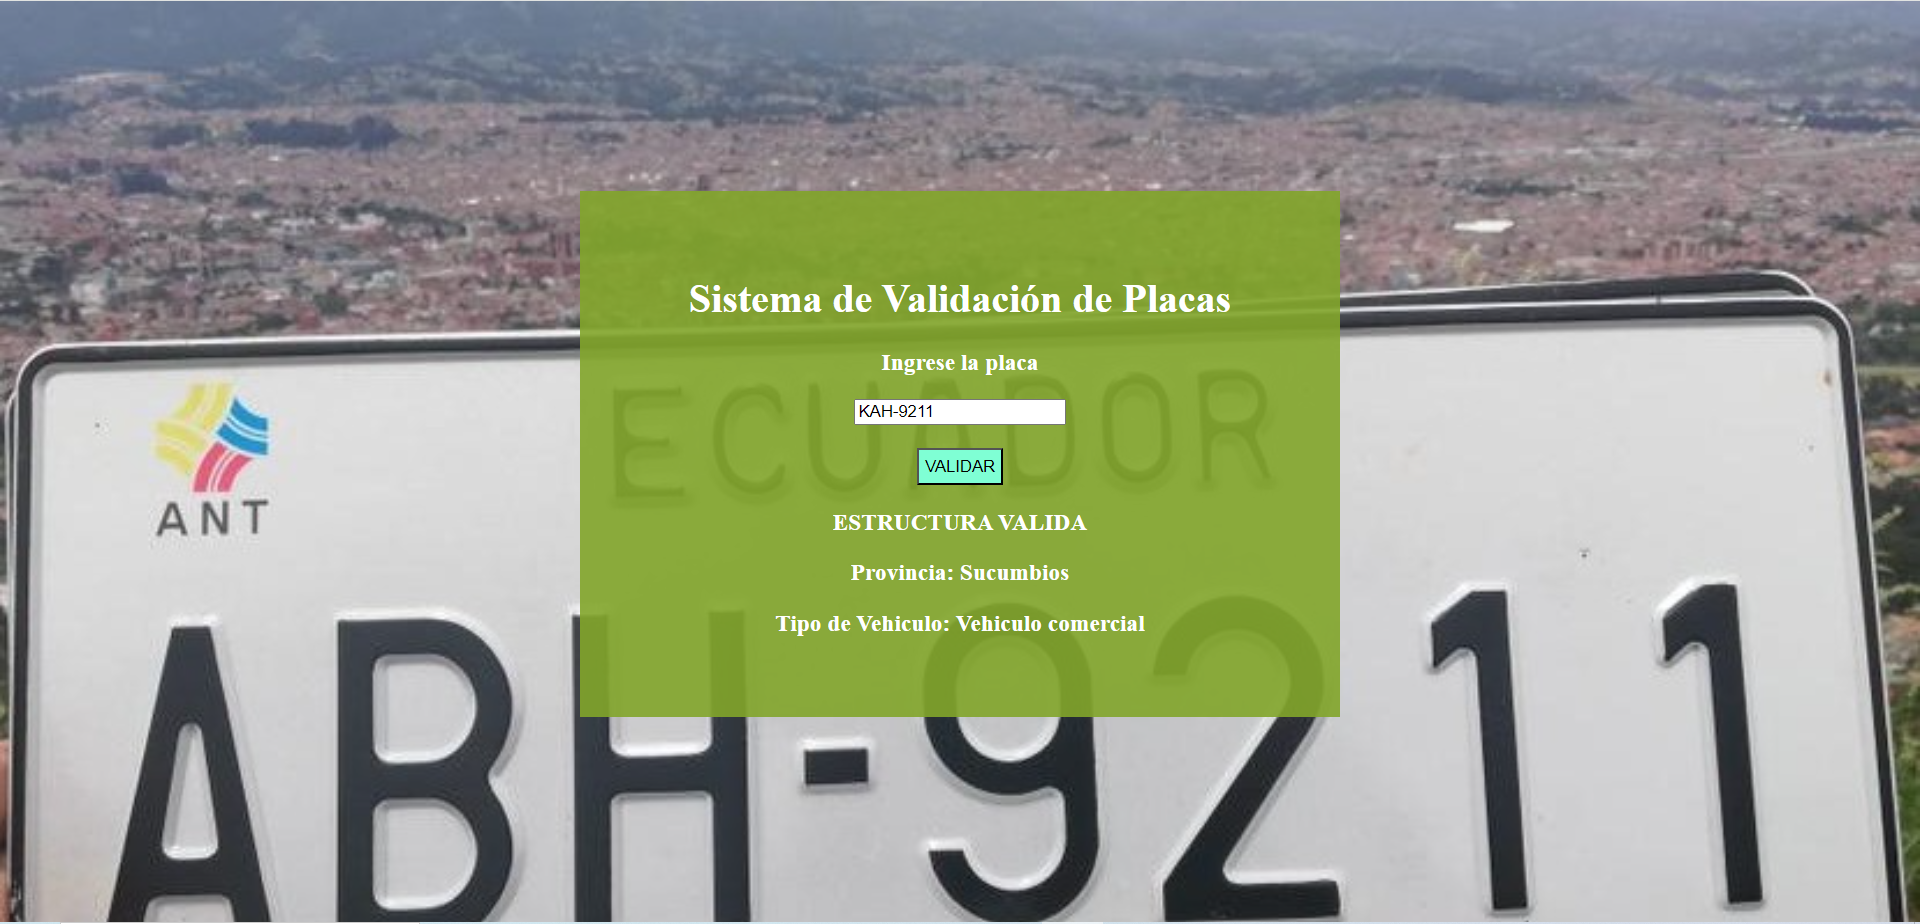 Sistema de Validación de Placas
Ingrese la placa
KAH-9211
VALIDAR
ESTRUCTURA VALIDA
Provincia: Sucumbios
Tipo de Vehiculo: Vehiculo comercial
ECUADOR
ANT
ABH-9211